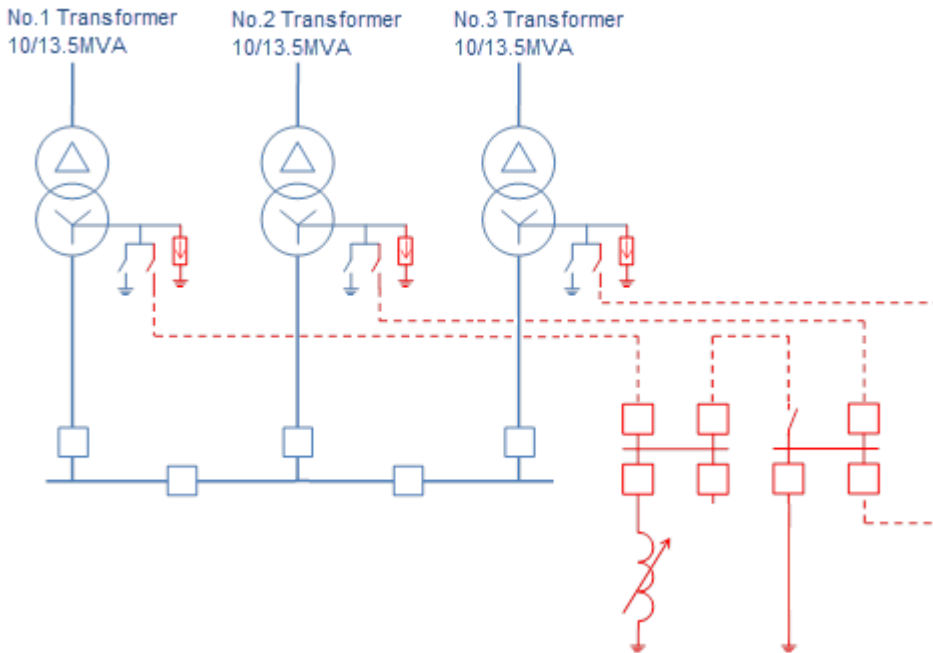 No.1 Transformer
10/13.5MVA
No.2 Transformer
10/13.5MVA
No.3 Transformer
10/13.5MVA